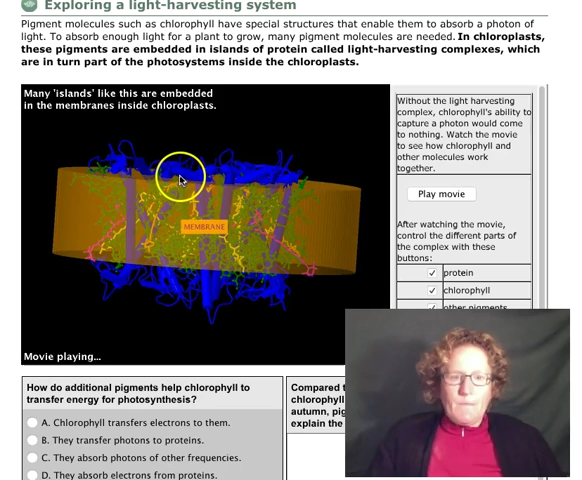 Exploring a light-harvesting system
Pigment molecules such as chlorophyll have special structures that enable them to absorb a photon of
light. To absorb enough light for a plant to grow, many pigment molecules are needed. In chloroplasts,
these pigments are embedded in islands of protein called light-harvesting complexes, which
are in turn part of the photosystems inside the chloroplasts.
Many 'islands' like this are embedded
in the membranes inside chloroplasts.
MEMBRANE
Movie playing...
Without the light harvesting
complex, chlorophyll's ability to
capture a photon would come
to nothing. Watch the movie
to see how chlorophyll and
other molecules work
together.
Play movie
After watching the movie,
control the different parts of
the complex with these
buttons:
protein
chlorophyll
other pigments
How do additional pigments help chlorophyll to
transfer energy for photosynthesis?
A. Chlorophyll transfers electrons to them.
B. They transfer photons to proteins.
C. They absorb photons of other frequencies.
D. They absorb electrons from proteins.
Compared
chlorophyll
autumn,
explain the